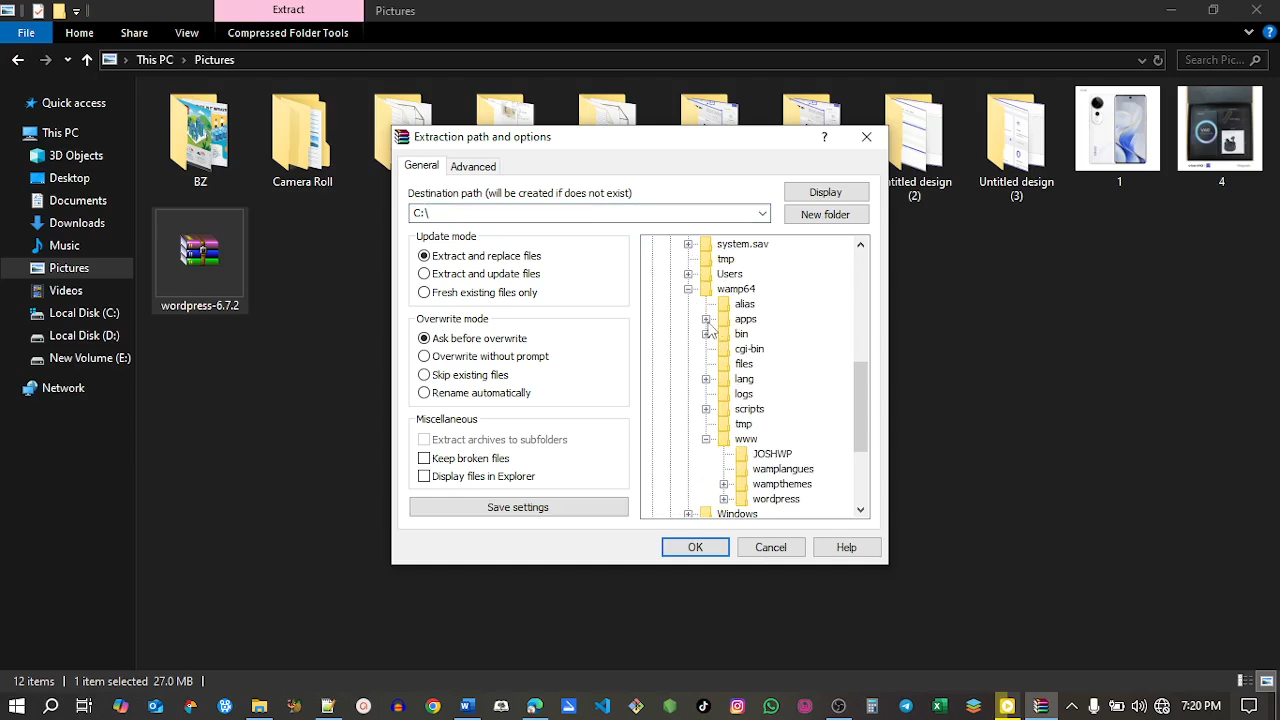 Extract
Pictures
File
Home
Share
View
Compressed Folder Tools
This PC
Pictures
Search Pic...
Quick access
This PC
3D Objects
Desktop
Documents
Downloads
Music
Pictures
Videos
Local Disk (C:)
Local Disk (D:)
New Volume (E:)
Network
BZ
Camera Roll
(2)
Untitled design
(3)
1
4
wordpress-6.7.2
Extraction path and options
General
Advanced
Destination path (will be created if does not exist)
C:\
Display
New folder
Update mode
Extract and replace files
Extract and update files
Fresh existing files only
Overwrite mode
Ask before overwrite
Overwrite without prompt
Skip existing files
Rename automatically
Miscellaneous
Extract archives to subfolders
Keep broken files
Display files in Explorer
Save settings
system.sav
tmp
Users
wamp64
alias
apps
bin
cgi-bin
files
lang
logs
scripts
tmp
www
JOSHWP
wamplangues
wampthemes
wordpress
Windows
OK
Cancel
Help
12 items
1 item selected 27.0 MB
7:20 PM